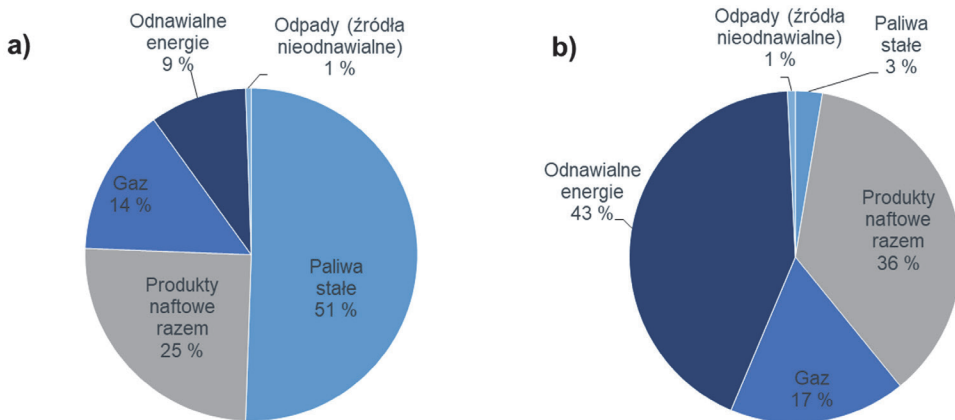 a)
Odnawialne
energie
9 %
Odpady (źródła
nieodnawialne)
1 %
Gaz
14 %
Produkty
naftowe
razem
25 %
Paliwa
stałe
51 %
b)
Odpady (źródła
nieodnawialne)
1 %
Paliwa
stałe
3 %
Odnawialne
energie
43 %
Produkty
naftowe
razem
36 %
Gaz
17 %